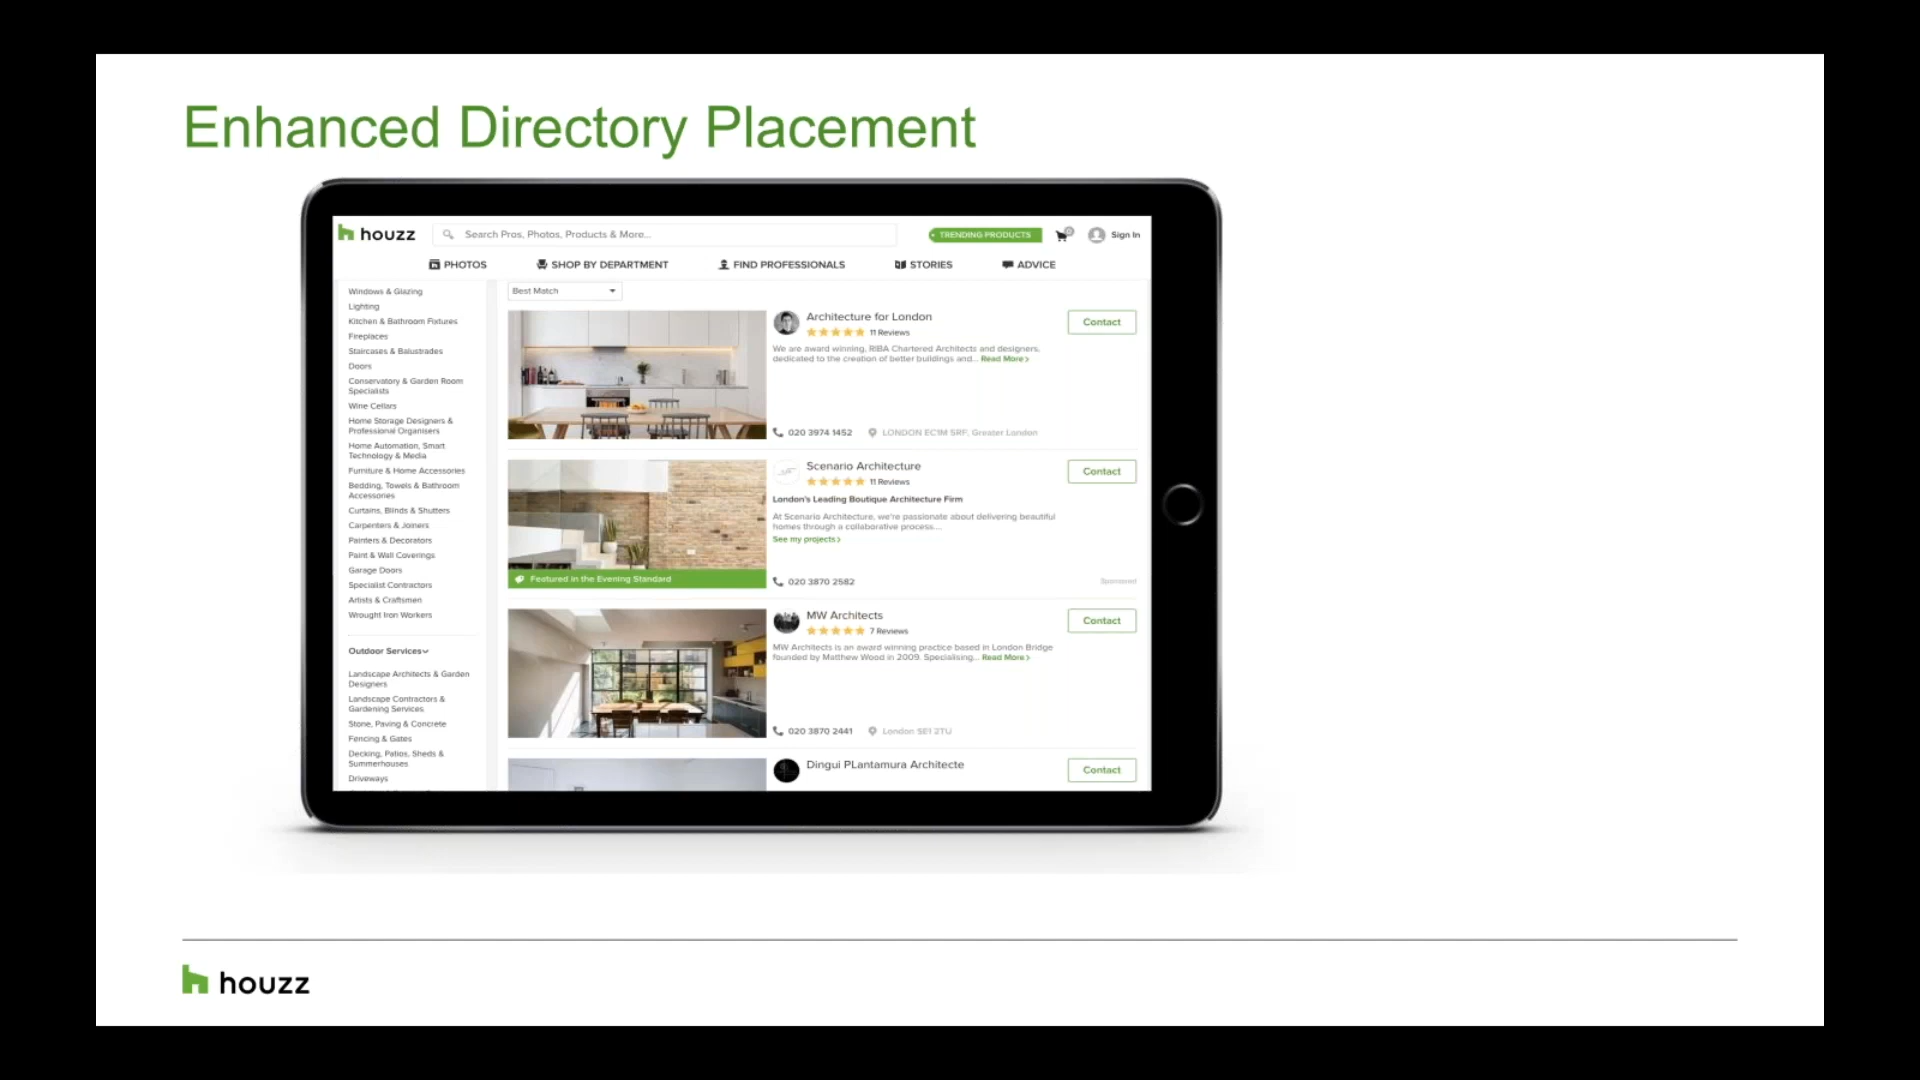 Enhanced Directory Placement
houzz
Search Pros, Photos, Products & More...
TRENDING PRODUCTS
0
Sign In
PHOTOS
SHOP BY DEPARTMENT
FIND PROFESSIONALS
STORIES
ADVICE
Windows & Glazing
Lighting
Kitchen & Bathroom Fixtures
Fireplaces
Staircases & Balustrades
Doors
Conservatory & Garden Room
Specialists
Wine Cellars
Home Storage Designers &
Professional Organisers
Home Automation, Smart
Technology & Media
Furniture & Home Accessories
Bedding, Towels & Bathroom
Accessories
Curtains, Blinds & Shutters
Carpenters & Joiners
Painters & Decorators
Paint & Wall Coverings
Garage Doors
Specialist Contractors
Artists & Craftsmen
Wrought Iron Workers
Outdoor Services
Landscape Architects & Garden
Designers
Landscape Contractors &
Gardening Services
Stone, Paving & Concrete
Fencing & Gates
Decking, Patios, Sheds &
Summerhouses
Driveways
Best Match
Architecture for London
11 Reviews
Contact
We are award winning, RIBA Chartered Architects and designers,
dedicated to the creation of better buildings and... Read More >
020 3974 1452
LONDON EC1M 5RF, Greater London
Scenario Architecture
11 Reviews
Contact
London's Leading Boutique Architecture Firm
At Scenario Architecture, we're passionate about delivering beautiful
homes through a collaborative process....
See my projects >
Featured in the Evening Standard
020 3870 2582
Sponsored
MW Architects
7 Reviews
Contact
MW Architects is an award winning practice based in London Bridge
founded by Matthew Wood in 2009. Specialising... Read More >
020 3870 2441
London SE1 2TU
Dingui PLantamura Architecte
Contact
houzz